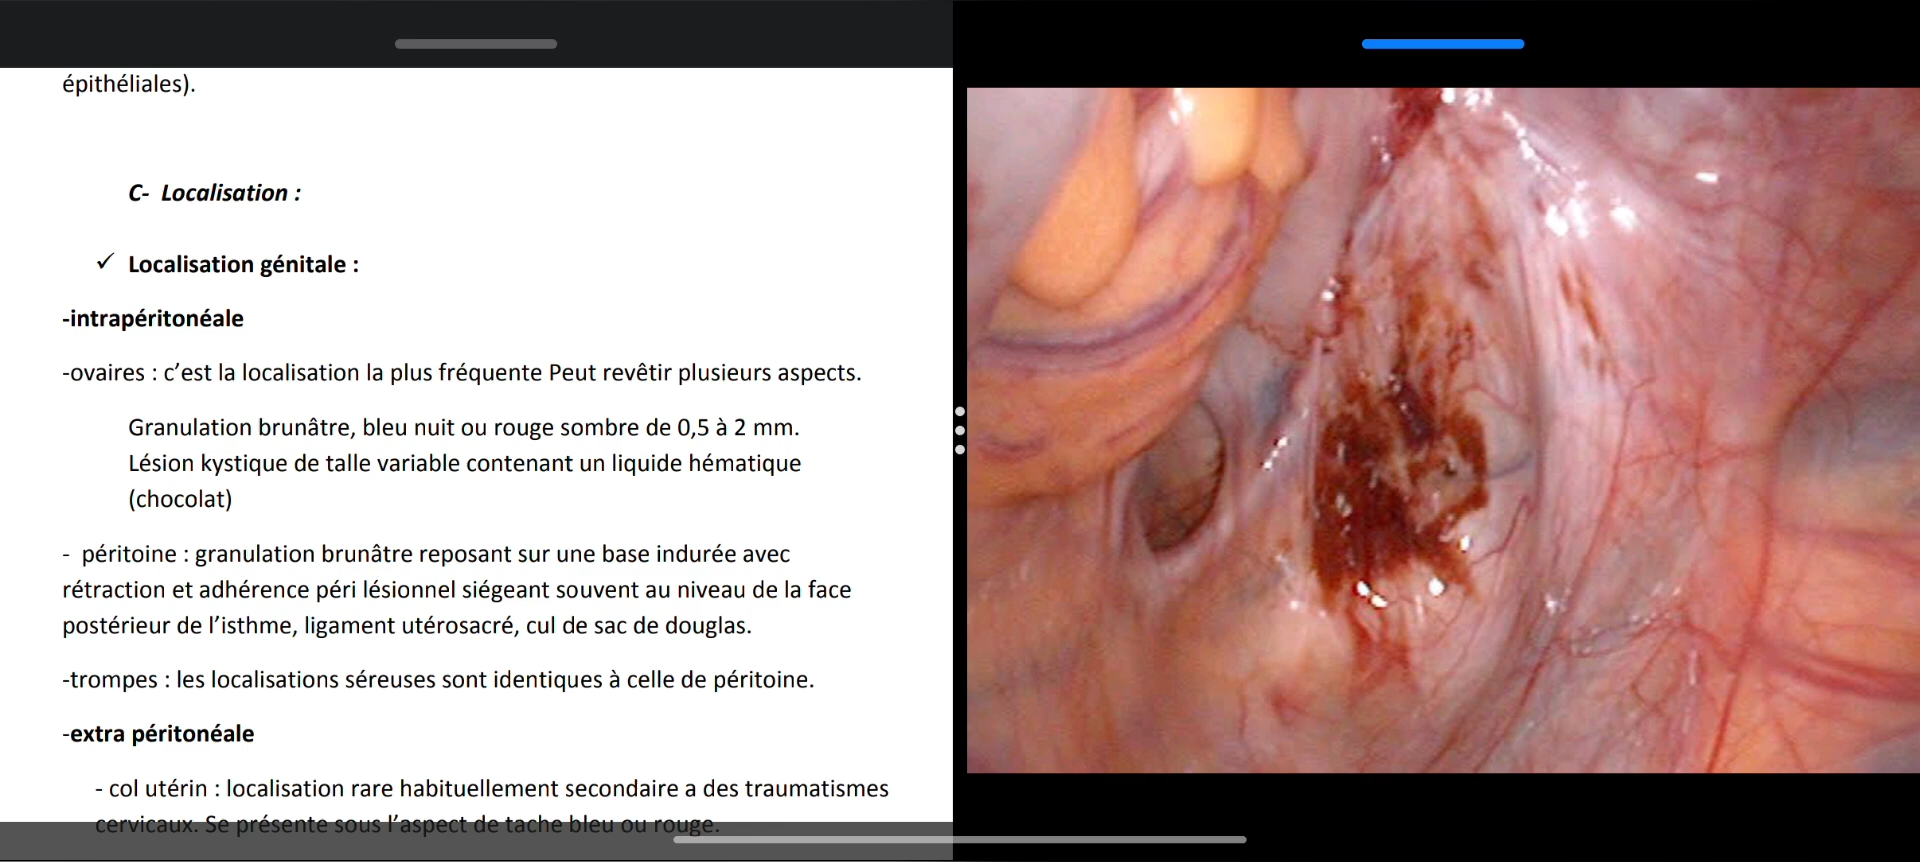 épithéliales).
C- Localisation :
✓ Localisation génitale :
-intrapéritonéale
-ovaires : c’est la localisation la plus fréquente Peut revêtir plusieurs aspects.
Granulation brunâtre, bleu nuit ou rouge sombre de 0,5 à 2 mm.
Lésion kystique de talle variable contenant un liquide hématique
(chocolat)
- péritoine : granulation brunâtre reposant sur une base indurée avec
rétraction et adhérence péri lésionnel siégeant souvent au niveau de la face
postérieur de l’isthme, ligament utérosacré, cul de sac de douglas.
-trompes : les localisations séreuses sont identiques à celle de péritoine.
-extra péritonéale
- col utérin : localisation rare habituellement secondaire a des traumatismes
cervicaux. Se présente sous l’aspect de tache bleu ou rouge.